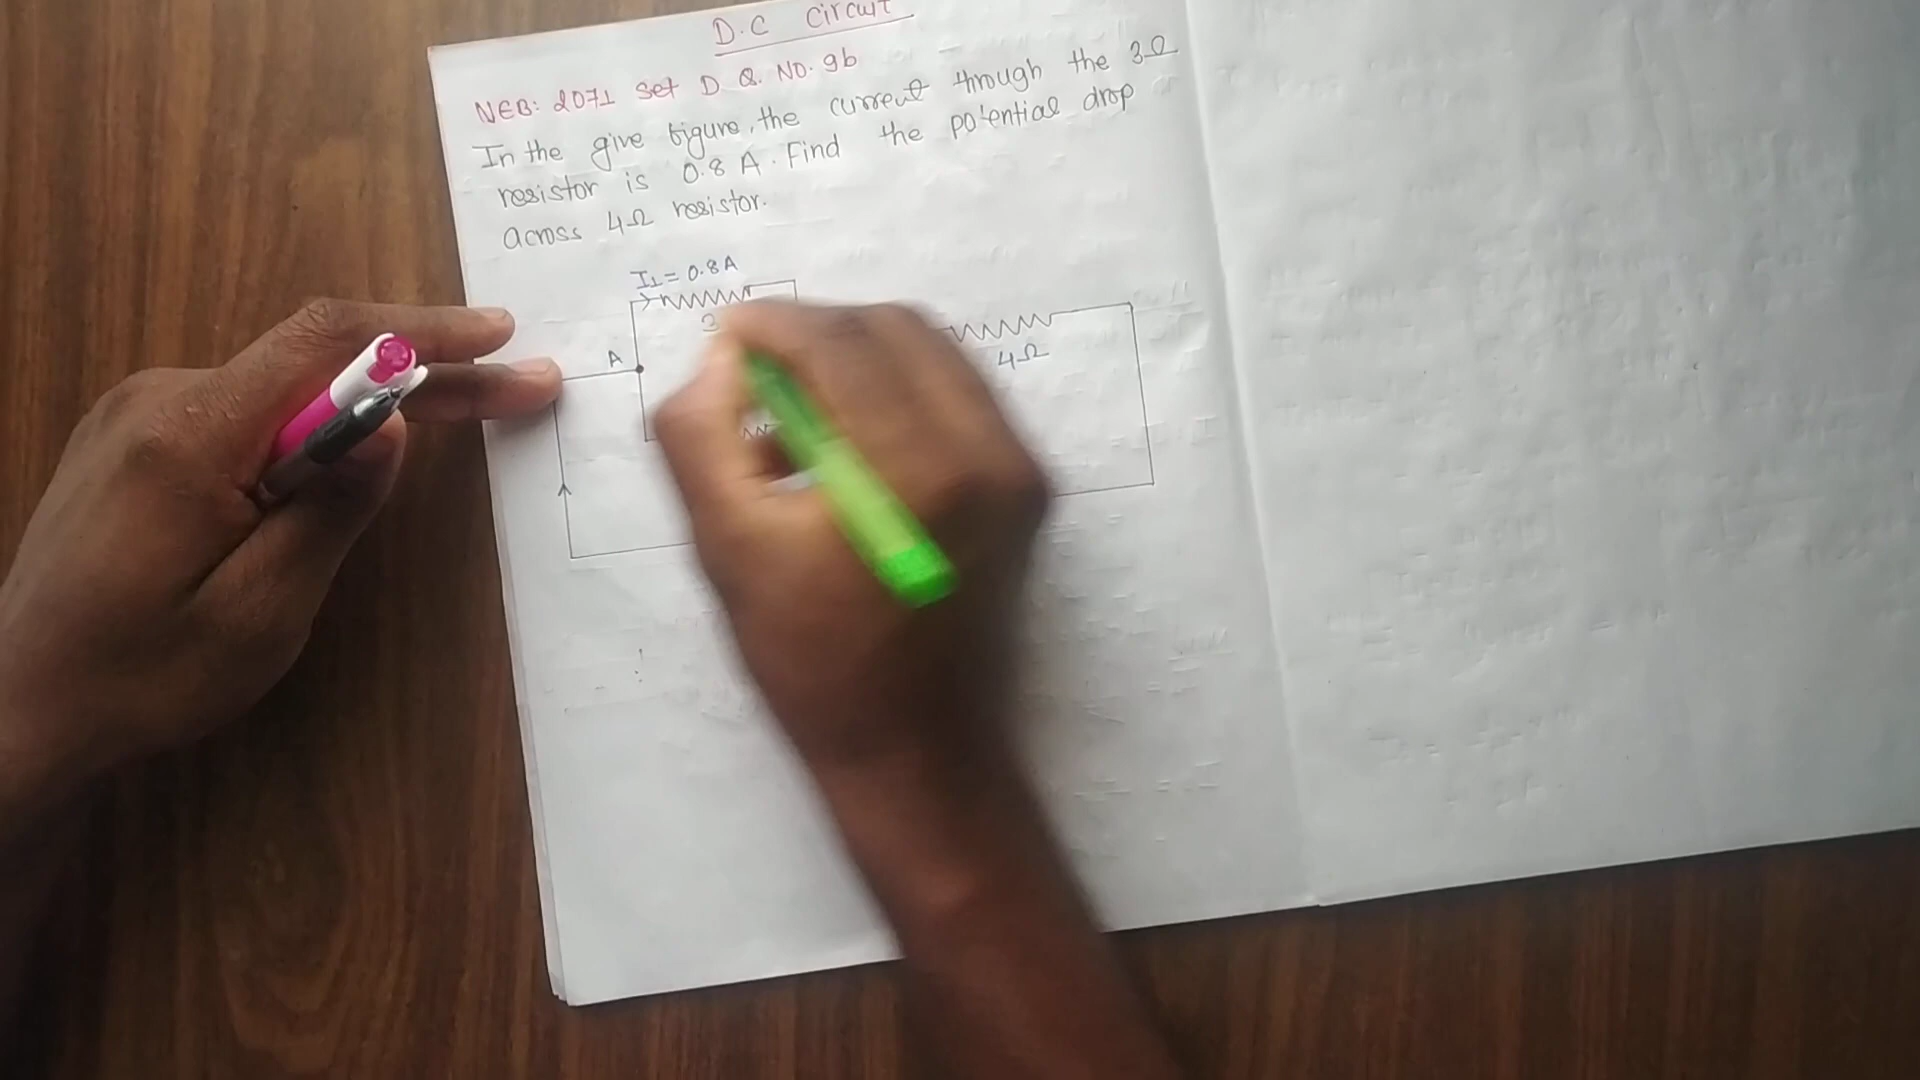 D.C Circuit
NEB: 2071 Set D Q. NO. 9b
In the give figure, the current through the 3Ω
resistor is 0.8 A. Find the potential drop
across 4Ω resistor.
I₁ = 0.8A
3
A
4Ω